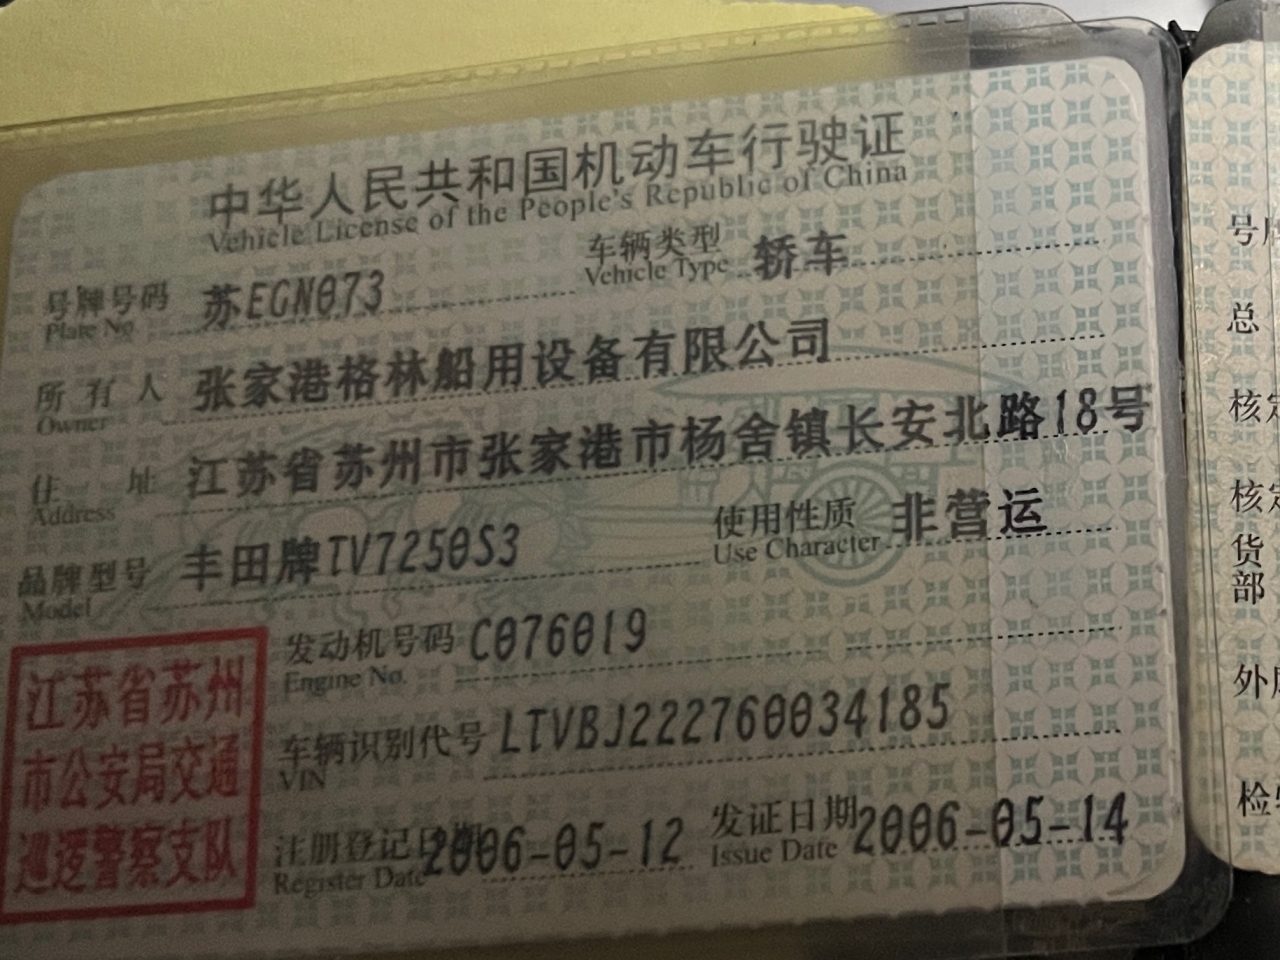 中华人民共和国机动车行驶证
Vehicle License of the People's Republic of China
号牌号码 苏EGN073 车辆类型 轿车
Plate No. Vehicle Type
所有人 张家港格林船用设备有限公司
Owner
住址 江苏省苏州市张家港市杨舍镇长安北路18号
Address
品牌型号 丰田牌TV7250S3 使用性质 非营运
Model Use Character
发动机号码 C076019
Engine No.
车辆识别代号 LTVBJ222760034185
VIN
注册登记日期 2006-05-12 发证日期 2006-05-14
Register Date Issue Date
江苏省苏州
市公安局交通
巡逻警察支队
号
总
核定
核定
货
部
外
检